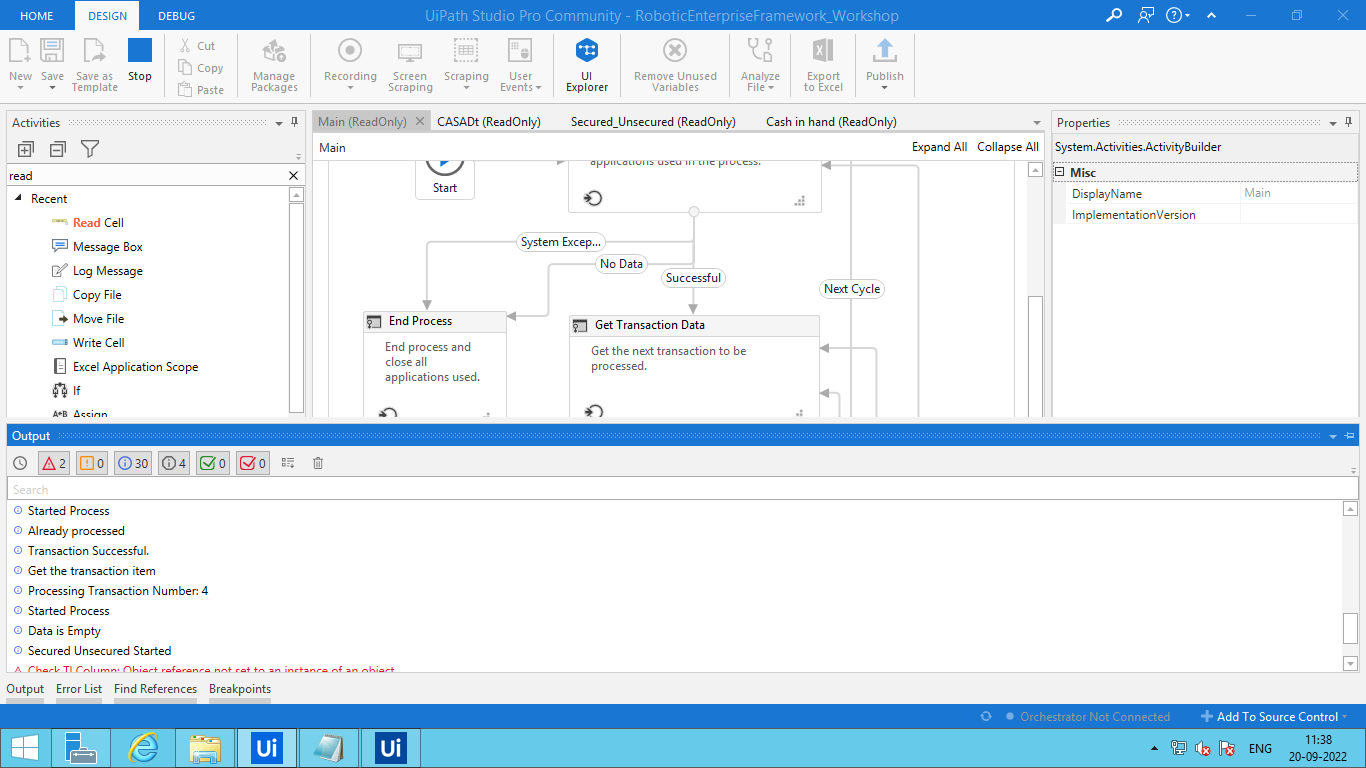 HOME DESIGN DEBUG UiPath Studio Pro Community - RoboticEnterpriseFramework_Workshop
New Save Save as Template Stop
Cut
Copy
Paste
Manage Packages
Recording
Screen Scraping
Scraping
User Events
UI Explorer
Remove Unused Variables
Analyze File
Export to Excel
Publish
Activities
read
Recent
Read Cell
Message Box
Log Message
Copy File
Move File
Write Cell
Excel Application Scope
If
Assign
Main (ReadOnly) CASADt (ReadOnly) Secured_Unsecured (ReadOnly) Cash in hand (ReadOnly)
Main Expand All Collapse All
Start
applications used in the process.
System Excep...
No Data
Successful
Next Cycle
End Process
End process and
close all
applications used.
Get Transaction Data
Get the next transaction to be
processed.
Properties
System.Activities.ActivityBuilder
Misc
DisplayName Main
ImplementationVersion
Output
2 0 30 4 0 0
Search
Started Process
Already processed
Transaction Successful.
Get the transaction item
Processing Transaction Number: 4
Started Process
Data is Empty
Secured Unsecured Started
Check TI Column: Object reference not set to an instance of an object
Output Error List Find References Breakpoints
Orchestrator Not Connected Add To Source Control
Ui Ui ENG 11:38
20-09-2022